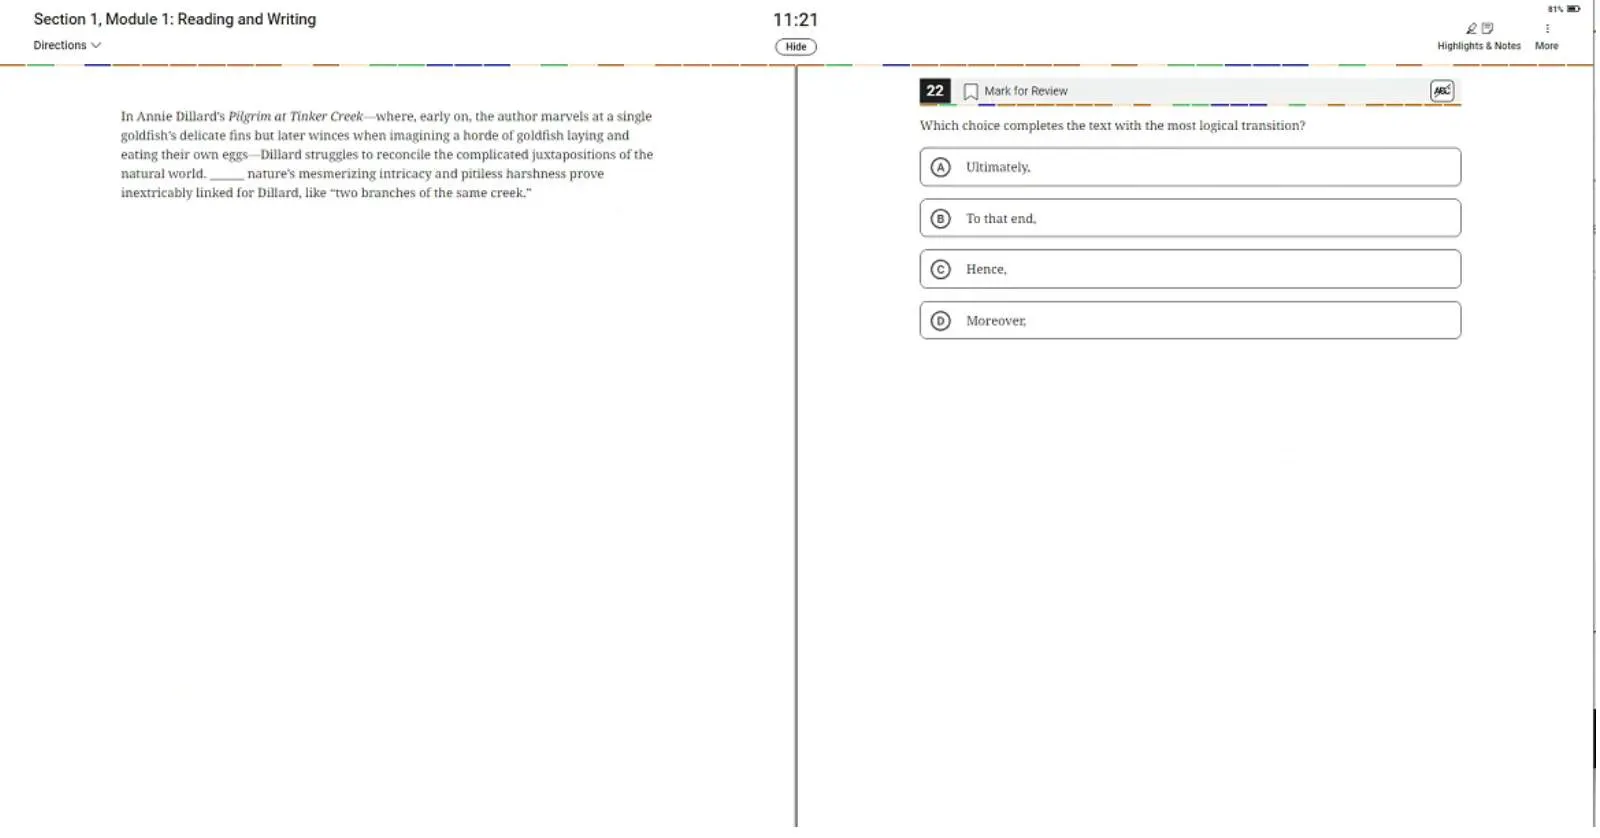 Section 1, Module 1: Reading and Writing
Directions
11:21
Hide
81%
Highlights & Notes
More
In Annie Dillard's Pilgrim at Tinker Creek—where, early on, the author marvels at a single
goldfish's delicate fins but later winces when imagining a horde of goldfish laying and
eating their own eggs—Dillard struggles to reconcile the complicated juxtapositions of the
natural world. ______ nature's mesmerizing intricacy and pitiless harshness prove
inextricably linked for Dillard, like “two branches of the same creek.”
22
Mark for Review
ABC
Which choice completes the text with the most logical transition?
A Ultimately,
B To that end,
C Hence,
D Moreover,